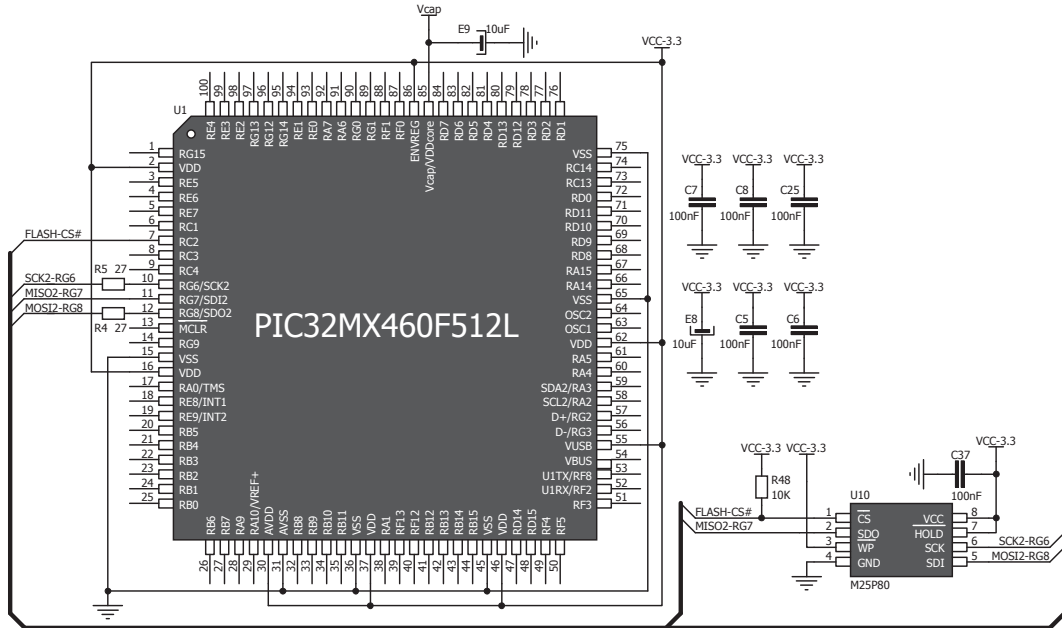 Vcap
E9 10uF
VCC-3.3
100 99 98 97 96 95 94 93 92 91 90 89 88 87 86 85 84 83 82 81 80 79 78 77 76
U1
RE4 RE3 RE2 RG13 RG12 RG14 RE1 RE0 RA7 RA6 RG0 RG1 RF1 RF0 ENVREG Vcap/VDDcore RD7 RD6 RD5 RD4 RD13 RD12 RD3 RD2 RD1
1 RG15
2 VDD
3 RE5
4 RE6
5 RE7
6 RC1
FLASH-CS# 7 RC2
8 RC3
9 RC4
R5 27
SCK2-RG6 10 RG6/SCK2
MISO2-RG7 11 RG7/SDI2
MOSI2-RG8 12 RG8/SDO2
R4 27
13 MCLR
14 RG9
15 VSS
16 VDD
17 RA0/TMS
18 RE8/INT1
19 RE9/INT2
20 RB5
21 RB4
22 RB3
23 RB2
24 RB1
25 RB0
PIC32MX460F512L
VSS 75
RC14 74
RC13 73
RD0 72
RD11 71
RD10 70
RD9 69
RD8 68
RA15 67
RA14 66
VSS 65
OSC2 64
OSC1 63
VDD 62
RA5 61
RA4 60
SDA2/RA3 59
SCL2/RA2 58
D+/RG2 57
D-/RG3 56
VUSB 55
VBUS 54
U1TX/RF8 53
U1RX/RF2 52
RF3 51
RB6 RB7 RA9 RA10/VREF+ AVDD AVSS RB8 RB9 RB10 RB11 VSS VDD RA1 RF13 RF12 RB12 RB13 RB14 RB15 VSS VDD RD14 RD15 RF4 RF5
26 27 28 29 30 31 32 33 34 35 36 37 38 39 40 41 42 43 44 45 46 47 48 49 50
VCC-3.3 VCC-3.3 VCC-3.3
C7 C8 C25
100nF 100nF 100nF
VCC-3.3 VCC-3.3 VCC-3.3
E8 C5 C6
10uF 100nF 100nF
VCC-3.3 VCC-3.3 VCC-3.3
C37
100nF
R48
10K
U10
FLASH-CS# 1 CS VCC 8
MISO2-RG7 2 SDO HOLD 7
3 WP SCK 6 SCK2-RG6
4 GND SDI 5 MOSI2-RG8
M25P80